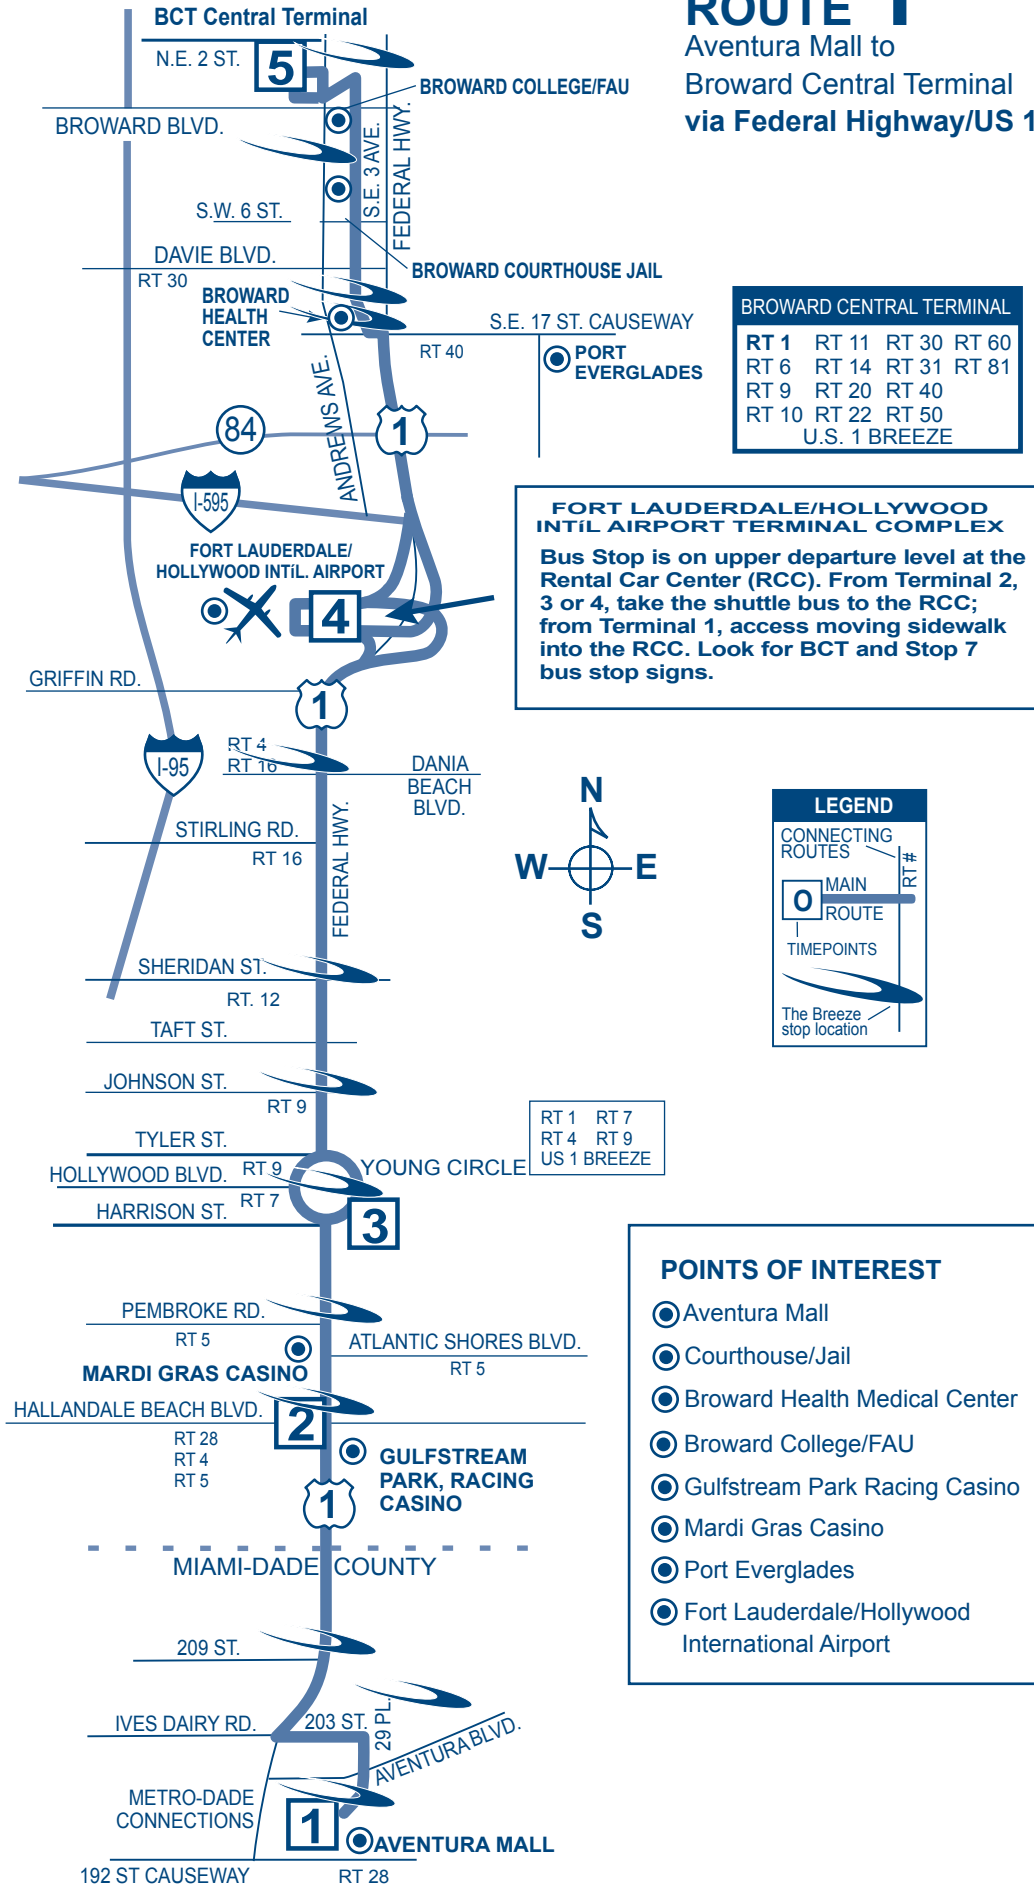 BCT Central Terminal
N.E. 2 ST.
5
ROUTE 1
Aventura Mall to
Broward Central Terminal
via Federal Highway/US 1
BROWARD COLLEGE/FAU
BROWARD BLVD.
S.E. 3 AVE.
FEDERAL HWY.
S.W. 6 ST.
DAVIE BLVD.
RT 30
BROWARD COURTHOUSE JAIL
BROWARD
HEALTH
CENTER
S.E. 17 ST. CAUSEWAY
RT 40
PORT
EVERGLADES
BROWARD CENTRAL TERMINAL
RT 1 RT 11 RT 30 RT 60
RT 6 RT 14 RT 31 RT 81
RT 9 RT 20 RT 40
RT 10 RT 22 RT 50
U.S. 1 BREEZE
ANDREWS AVE.
84
1
I-595
FORT LAUDERDALE/HOLLYWOOD
INTíL AIRPORT TERMINAL COMPLEX
Bus Stop is on upper departure level at the
Rental Car Center (RCC). From Terminal 2,
3 or 4, take the shuttle bus to the RCC;
from Terminal 1, access moving sidewalk
into the RCC. Look for BCT and Stop 7
bus stop signs.
FORT LAUDERDALE/
HOLLYWOOD INTíL. AIRPORT
4
GRIFFIN RD.
1
I-95
RT 4
RT 16
DANIA
BEACH
BLVD.
FEDERAL HWY.
STIRLING RD.
RT 16
N
W E
S
LEGEND
CONNECTING
ROUTES
RT #
O
MAIN
ROUTE
TIMEPOINTS
The Breeze
stop location
SHERIDAN ST.
RT. 12
TAFT ST.
JOHNSON ST.
RT 9
TYLER ST.
HOLLYWOOD BLVD.
RT 9
RT 7
HARRISON ST.
YOUNG CIRCLE
RT 1 RT 7
RT 4 RT 9
US 1 BREEZE
3
PEMBROKE RD.
RT 5
ATLANTIC SHORES BLVD.
RT 5
MARDI GRAS CASINO
HALLANDALE BEACH BLVD.
2
RT 28
RT 4
RT 5
GULFSTREAM
PARK, RACING
CASINO
1
MIAMI-DADE COUNTY
POINTS OF INTEREST
Aventura Mall
Courthouse/Jail
Broward Health Medical Center
Broward College/FAU
Gulfstream Park Racing Casino
Mardi Gras Casino
Port Everglades
Fort Lauderdale/Hollywood
International Airport
209 ST.
IVES DAIRY RD.
203 ST.
29 PL.
AVENTURA BLVD.
METRO-DADE
CONNECTIONS
1
AVENTURA MALL
192 ST CAUSEWAY
RT 28